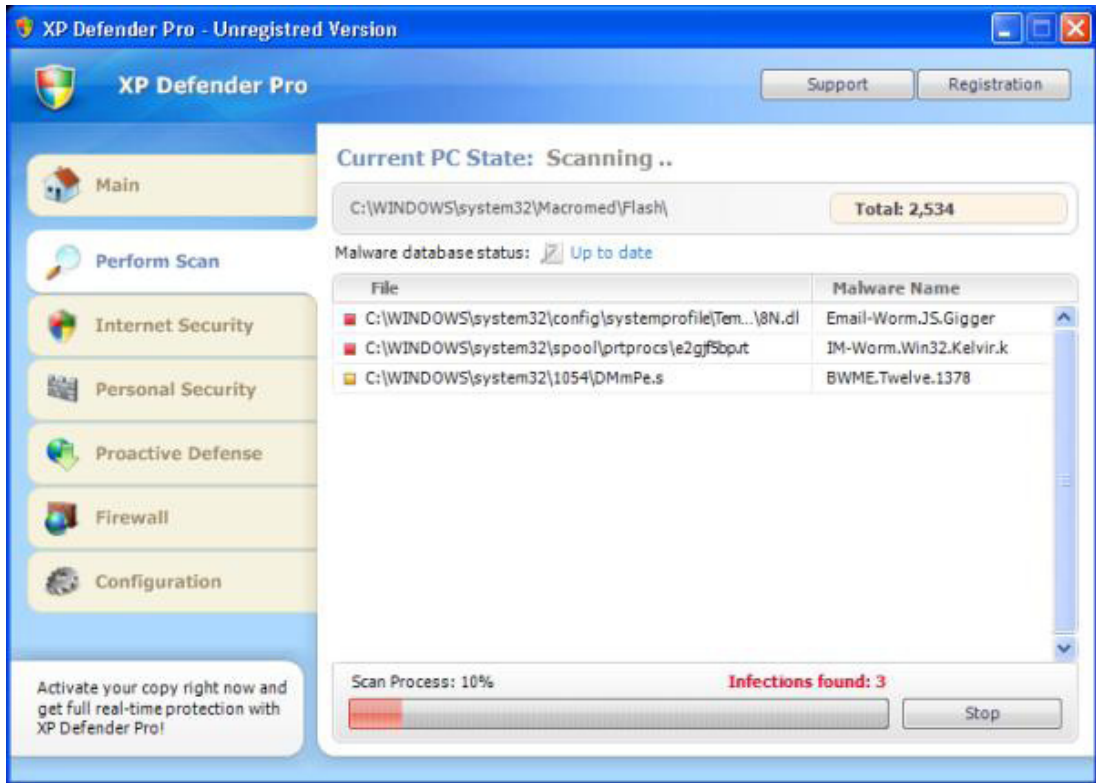 XP Defender Pro - Unregistred Version
XP Defender Pro
Support
Registration
Main
Perform Scan
Internet Security
Personal Security
Proactive Defense
Firewall
Configuration
Activate your copy right now and
get full real-time protection with
XP Defender Pro!
Current PC State: Scanning ..
C:\WINDOWS\system32\Macromed\Flash\
Total: 2,534
Malware database status: Up to date
File Malware Name
C:\WINDOWS\system32\config\systemprofile\Tem...\8N.dl Email-Worm.JS.Gigger
C:\WINDOWS\system32\spool\prtprocs\e2gjf5bp.rt IM-Worm.Win32.Kelvir.k
C:\WINDOWS\system32\1054\DMmPe.s BWME.Twelve.1378
Scan Process: 10% Infections found: 3
Stop